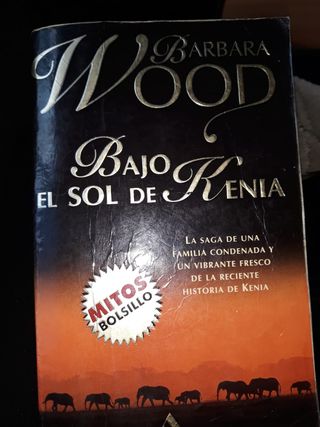 BÁRBARA
WOOD
BAJO
EL SOL DE KENIA
LA SAGA DE UNA
FAMILIA CONDENADA Y
UN VIBRANTE FRESCO
DE LA RECIENTE
HISTORIA DE KENIA
MITOS
BOLSILLO